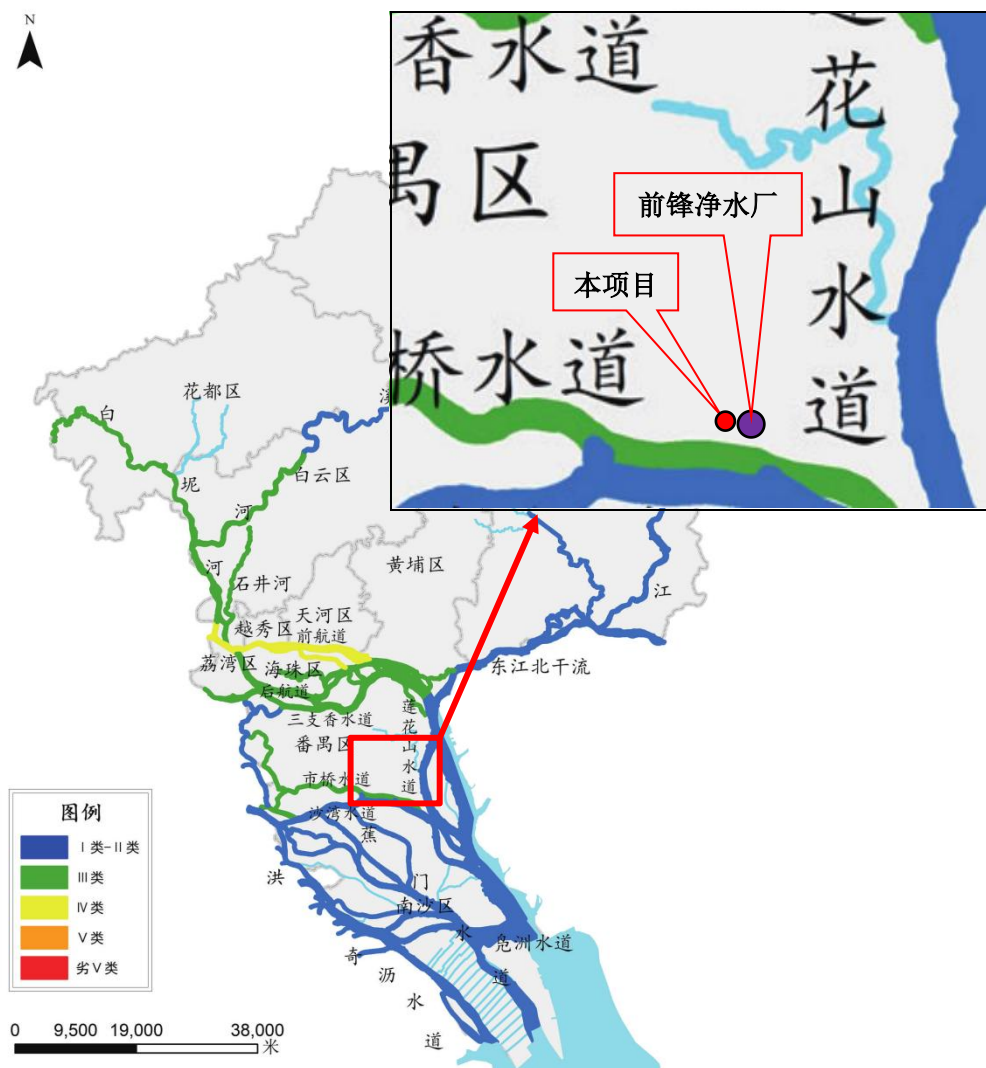 N
香水道
禺区
桥水道
花山水道
前锋净水厂
本项目
花都区
白坭河
白云区
河
石井河
黄埔区
江
天河区
越秀区
前航道
荔湾区
海珠区
后航道
东江北干流
三支香水道
莲花山水道
番禺区
市桥水道
沙湾水道
蕉门水道
南沙区
凫洲水道
洪奇沥水道
图例
Ⅰ类-Ⅱ类
Ⅲ类
Ⅳ类
Ⅴ类
劣Ⅴ类
0 9,500 19,000 38,000
米